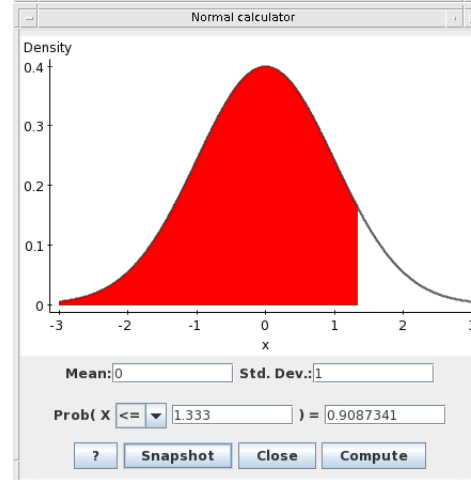 Normal calculator
Density
0.4
0.3
0.2
0.1
0
-3 -2 -1 0 1 2 3
x
Mean: 0 Std. Dev.: 1
Prob( X <= 1.333 ) = 0.9087341
? Snapshot Close Compute